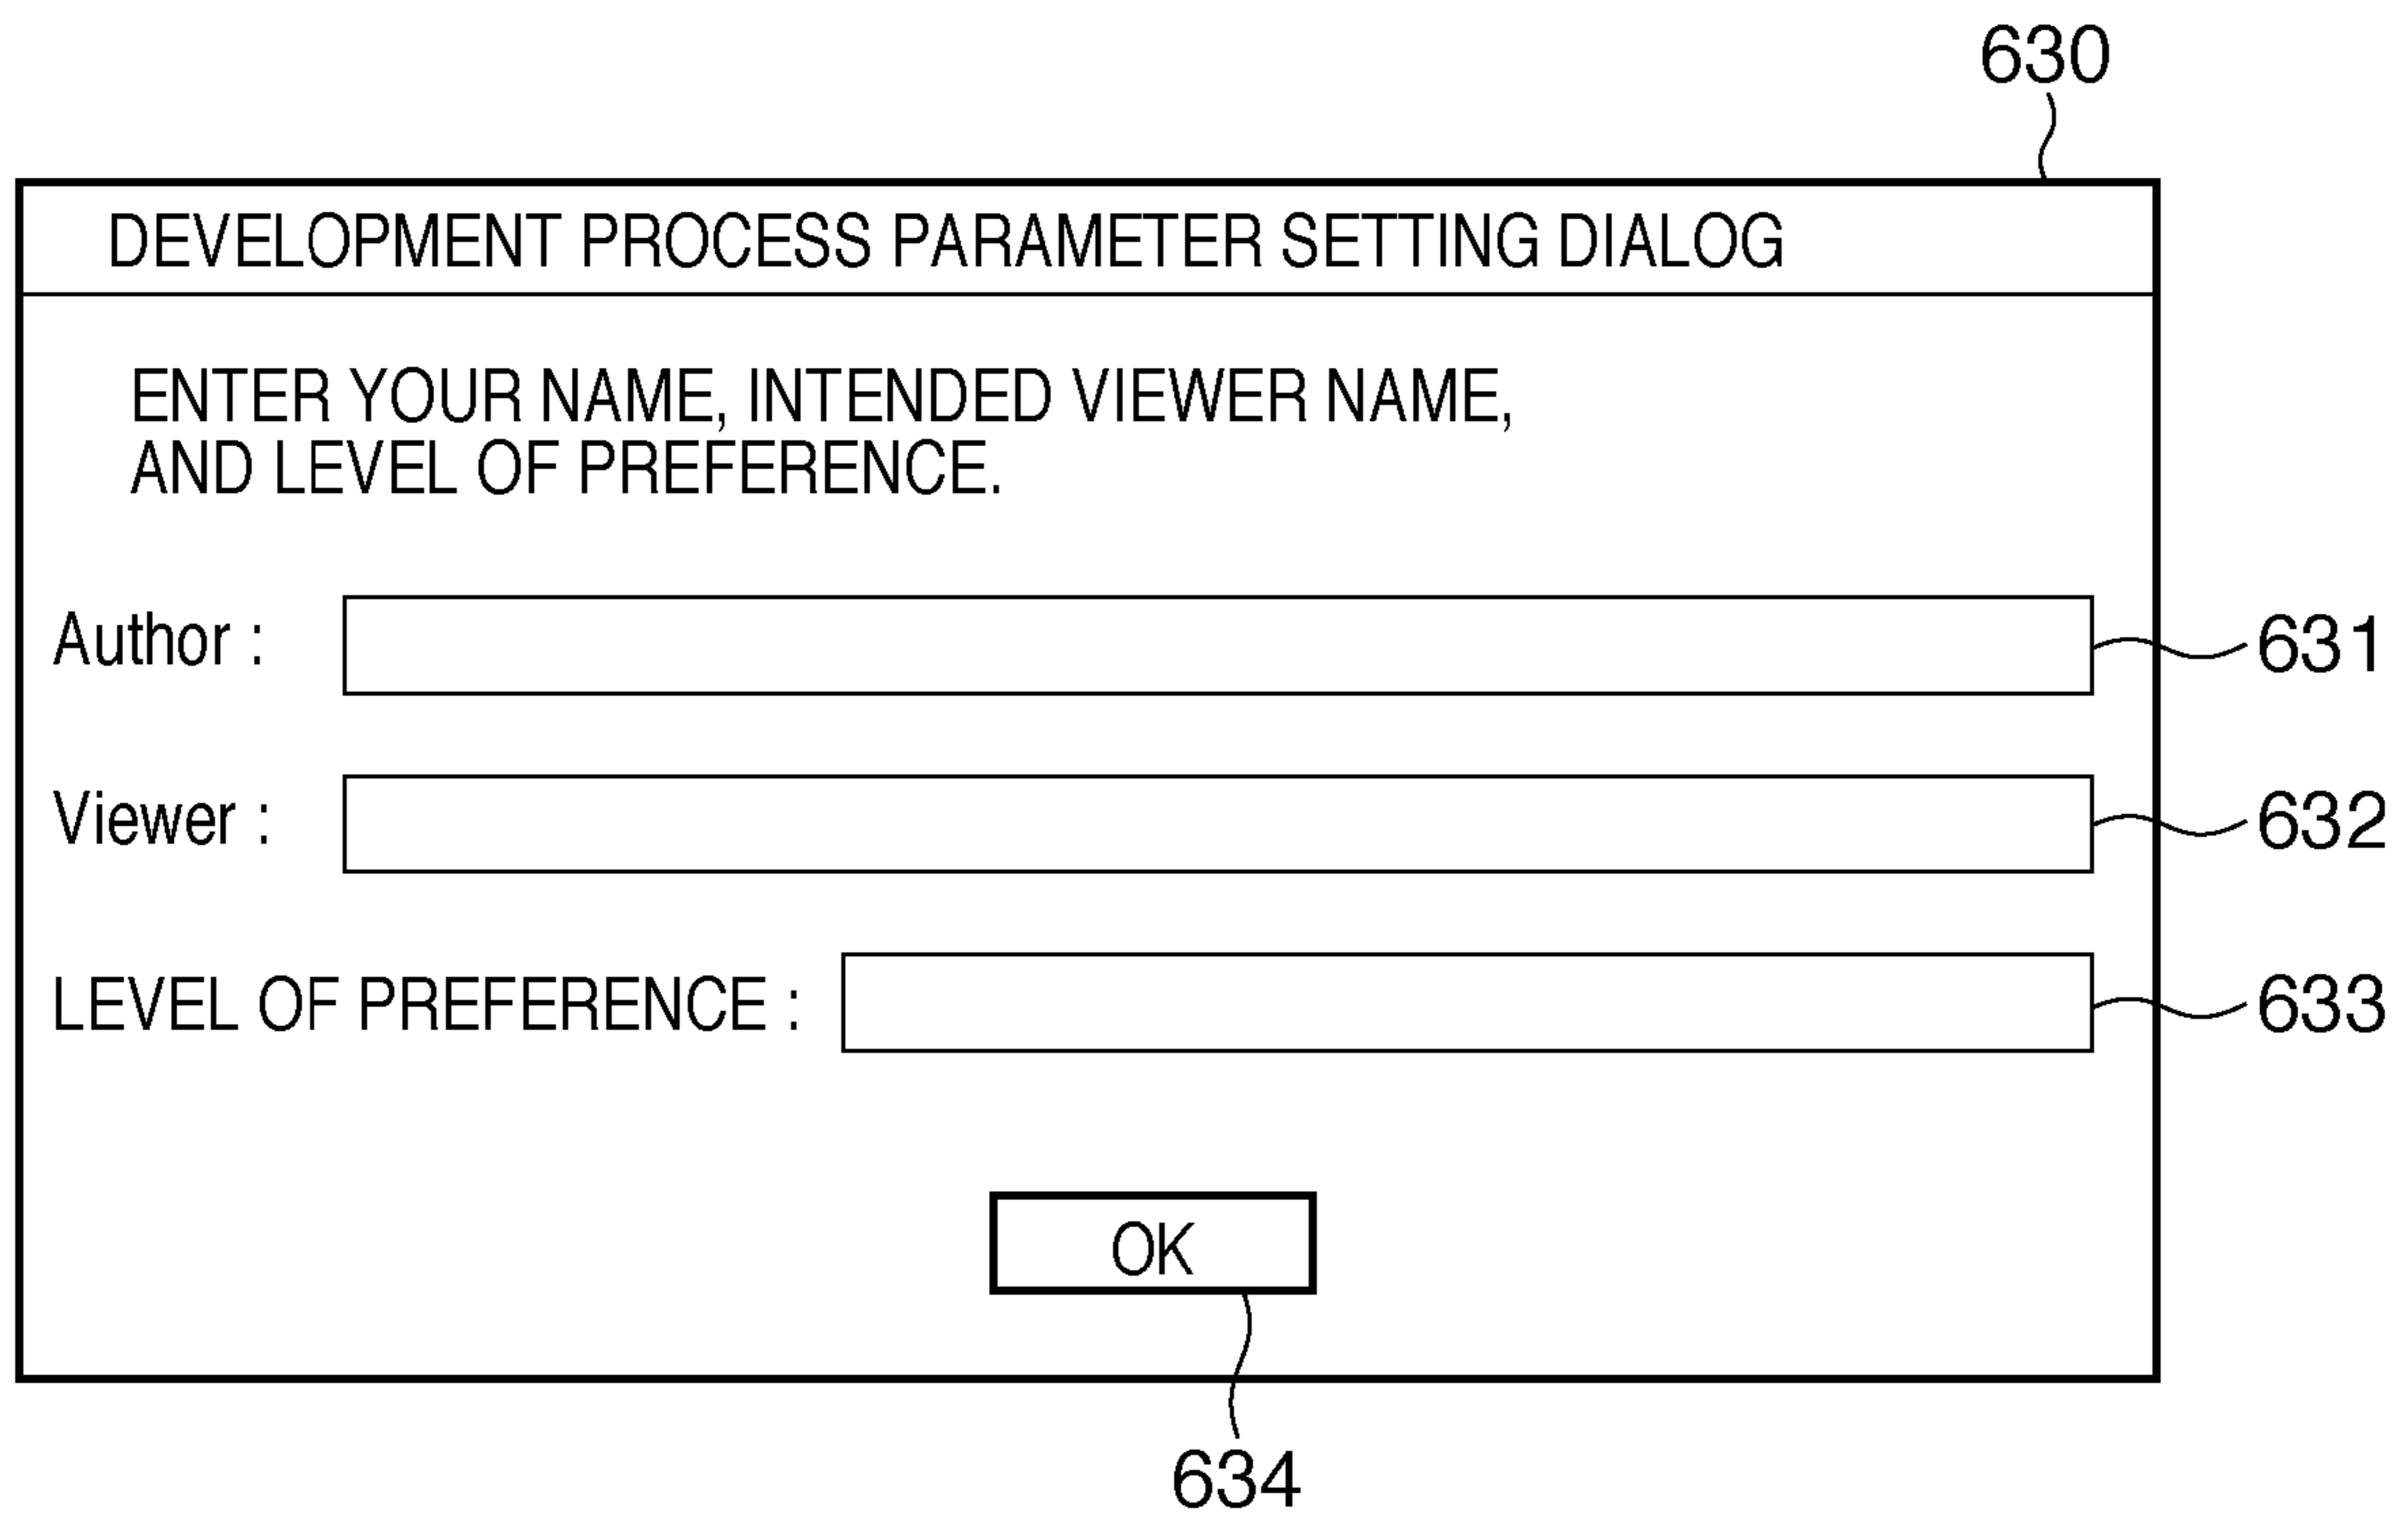 630
DEVELOPMENT PROCESS PARAMETER SETTING DIALOG
ENTER YOUR NAME, INTENDED VIEWER NAME,
AND LEVEL OF PREFERENCE.
Author :
631
Viewer :
632
LEVEL OF PREFERENCE :
633
OK
634